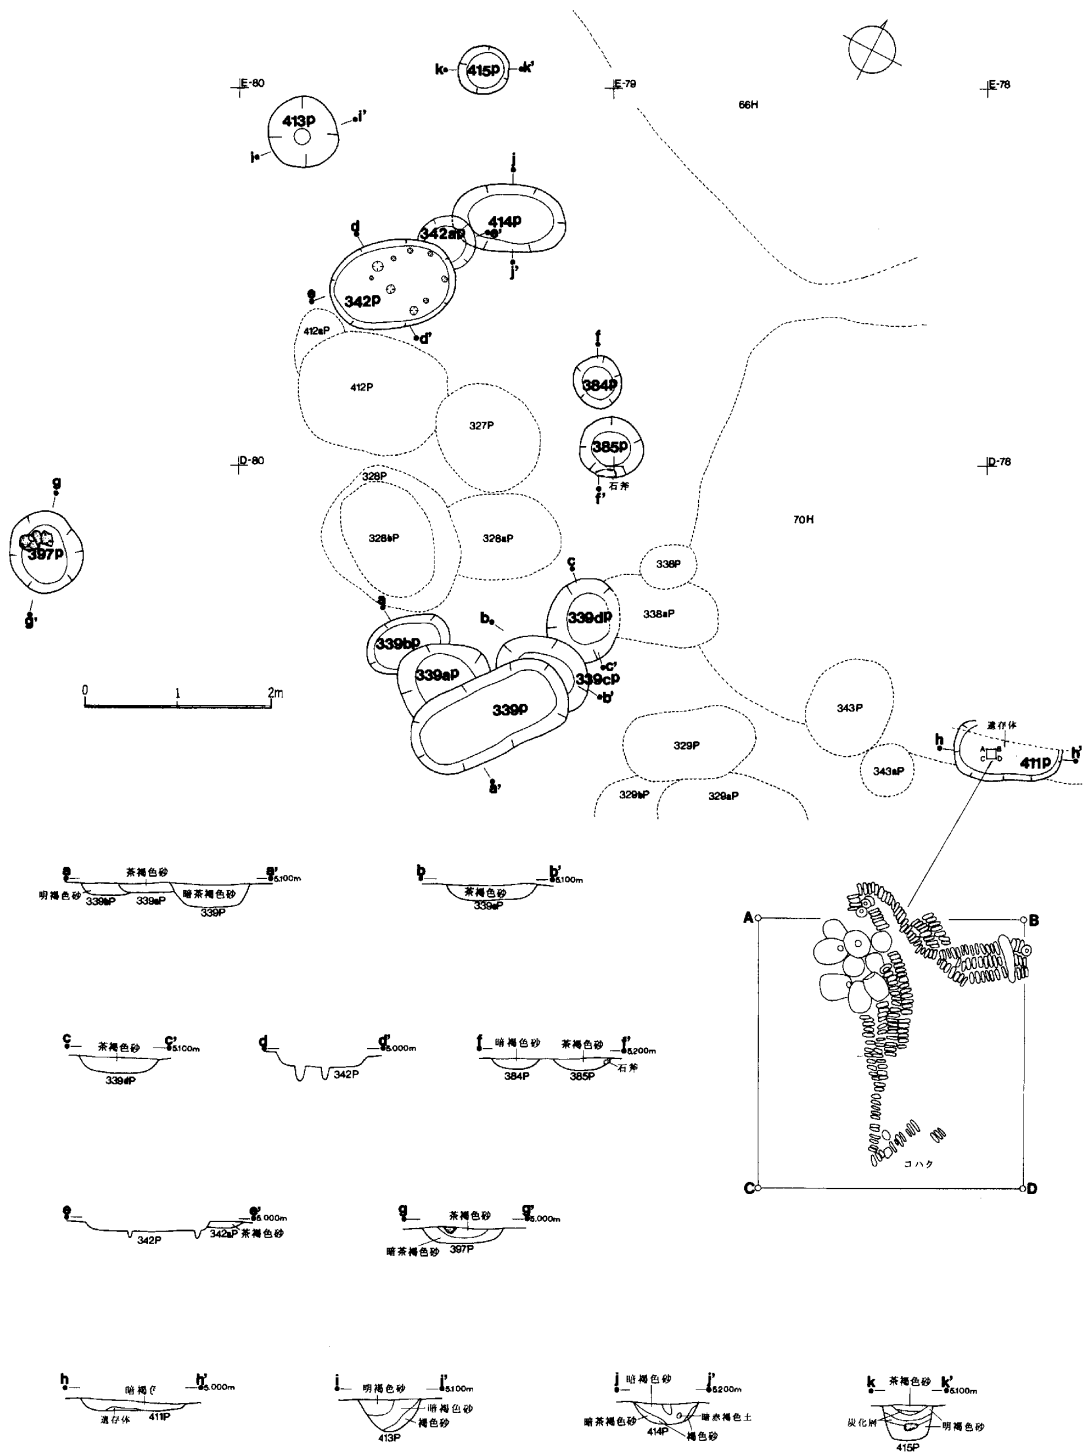 k 415P k'
E-80
E-79
E-78
66H
413P i'
i
j
414P
342aP e'
d
j'
e
342P
412aP
d'
f
384P
412P
327P
385P
D-80
328P
f'
石斧
D-78
g
397P
g'
328bP
328aP
70H
c
338P
a
b
339dP
338aP
339bP
339aP
c'
339cP
b'
339P
0 1 2m
343P
遺存体
329P
h
A B
C D
411P
h'
343aP
a'
329bP
329aP
a
茶褐色砂
a'
5.100m
明褐色砂
暗茶褐色砂
339bP 339aP
339P
b
b'
5.100m
茶褐色砂
339aP
A
B
c
茶褐色砂
c'
5.100m
339dP
d
d'
5.000m
342P
f
暗褐色砂
茶褐色砂
f'
5.200m
384P
385P
石斧
コハク
C
D
e
e'
5.000m
342P
342aP
茶褐色砂
g
茶褐色砂
g'
5.000m
暗茶褐色砂
397P
h
暗褐色
h'
5.000m
遺存体
411P
i
i'
5.100m
明褐色砂
暗褐色砂
褐色砂
413P
j
暗褐色砂
j'
5.200m
暗茶褐色砂
暗赤褐色土
414P
褐色砂
k
茶褐色砂
k'
5.100m
炭化層
明褐色砂
415P